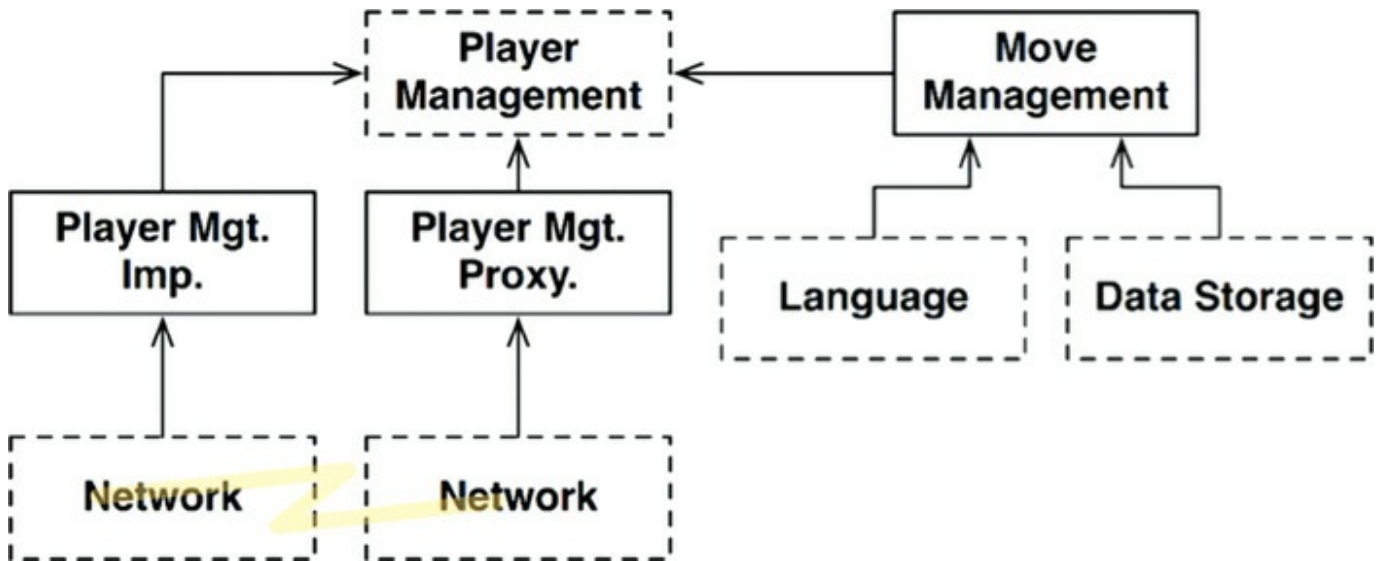 Player
Management
Move
Management
Player Mgt.
Imp.
Player Mgt.
Proxy.
Language
Data Storage
Network
Network